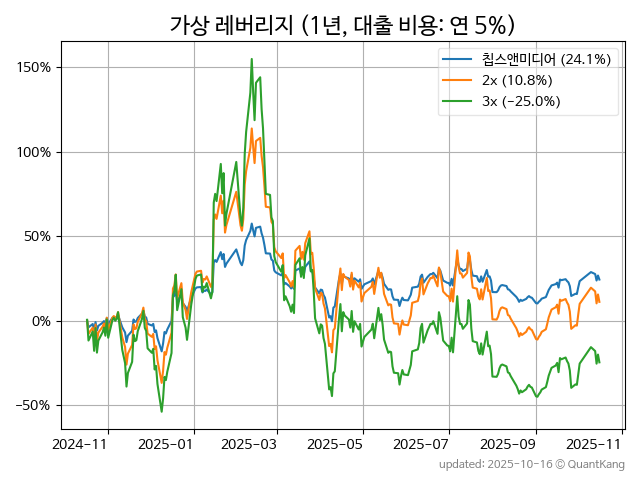 가상 레버리지 (1년, 대출 비용: 연 5%)
칩스앤미디어 (24.1%)
2x (10.8%)
3x (−25.0%)
150%
100%
50%
0%
−50%
2024-11 2025-01 2025-03 2025-05 2025-07 2025-09 2025-11
updated: 2025-10-16 © QuantKang